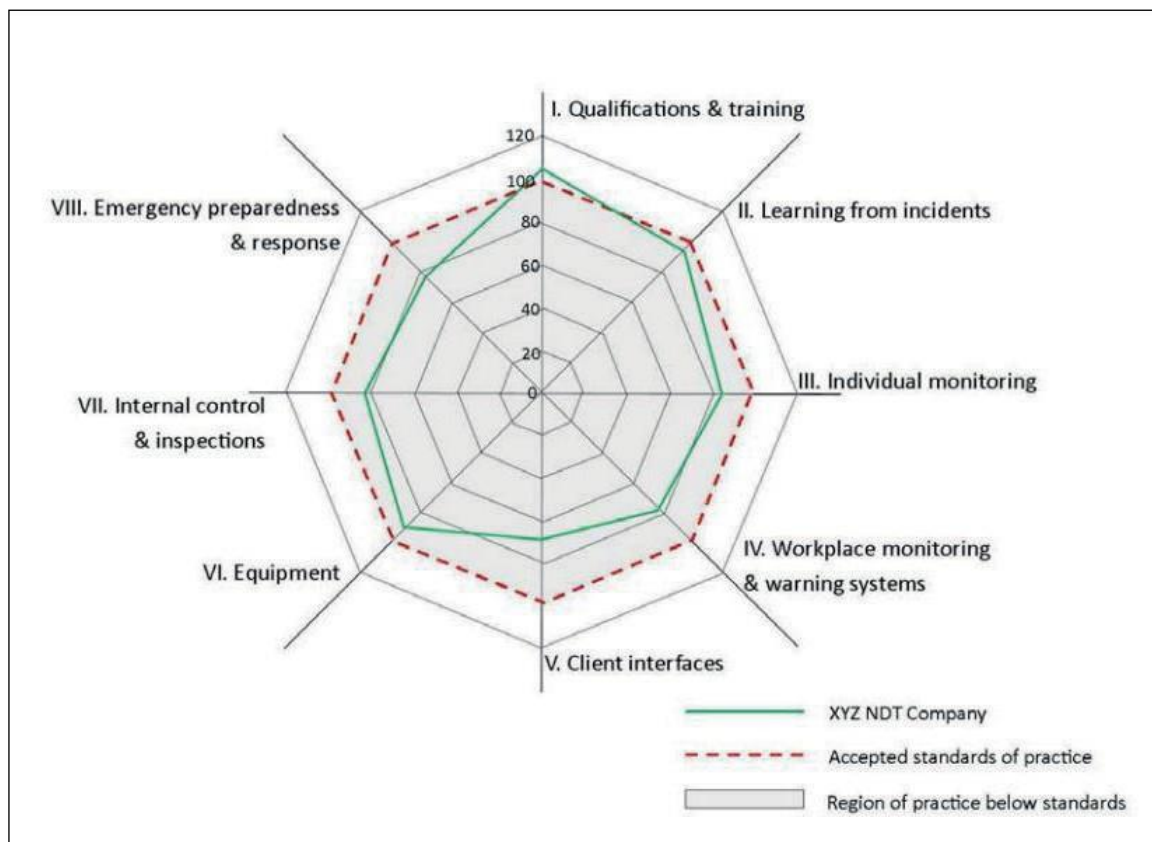 I. Qualifications & training
120
100
80
60
40
20
0
II. Learning from incidents
III. Individual monitoring
IV. Workplace monitoring
& warning systems
V. Client interfaces
VI. Equipment
VII. Internal control
& inspections
VIII. Emergency preparedness
& response
XYZ NDT Company
Accepted standards of practice
Region of practice below standards